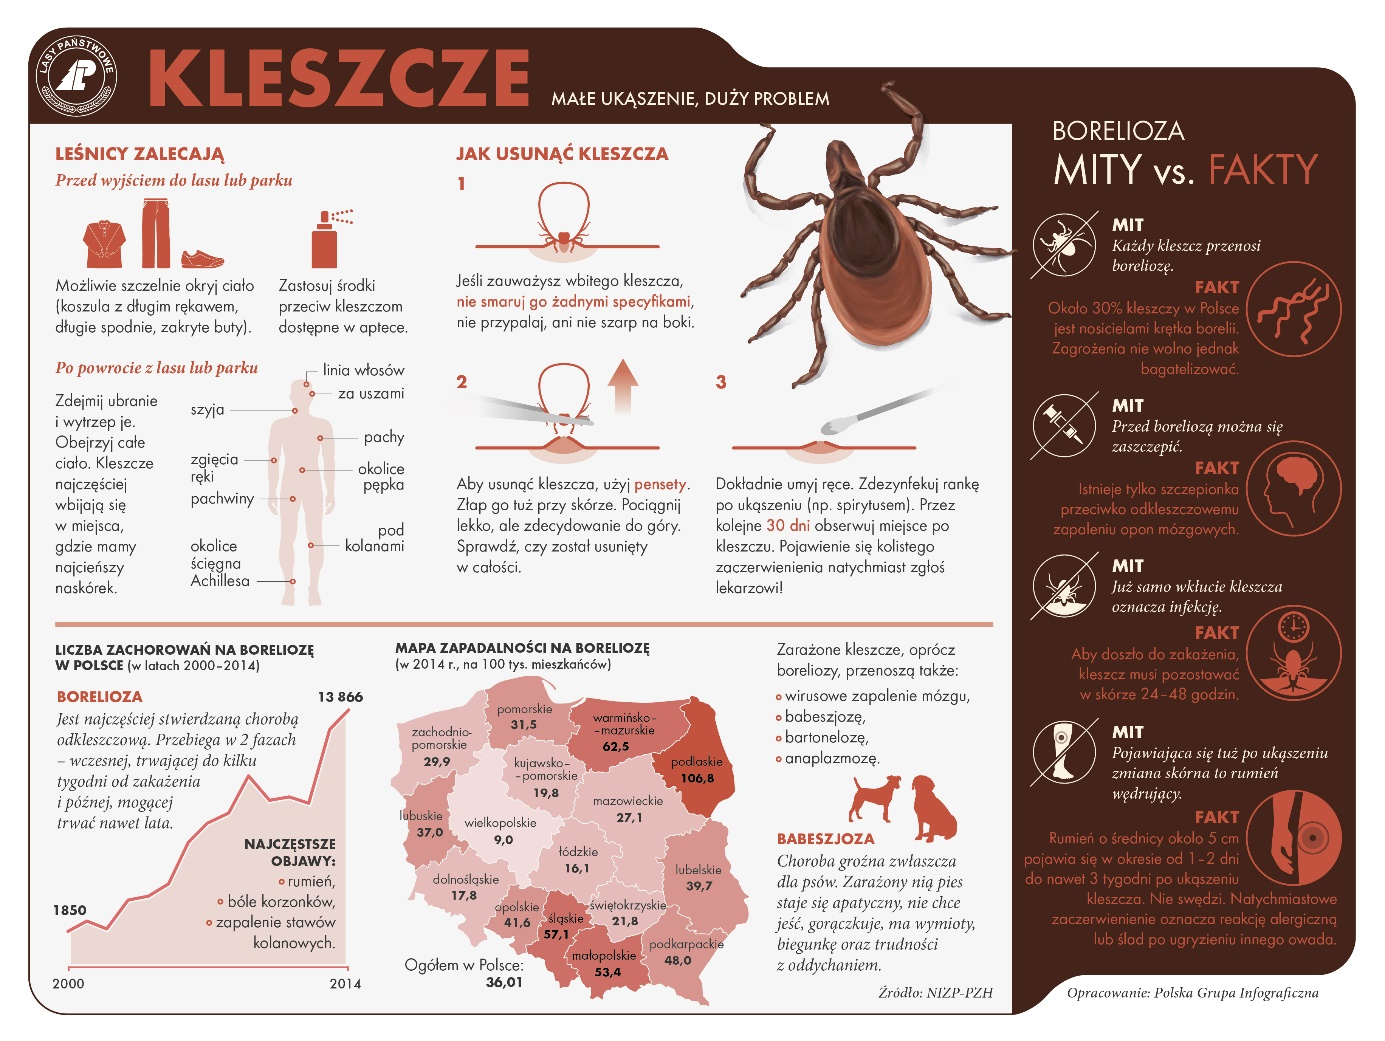 LASY PAŃSTWOWE
KLESZCZE
MAŁE UKĄSZENIE, DUŻY PROBLEM
LEŚNICY ZALECAJĄ
Przed wyjściem do lasu lub parku
Możliwie szczelnie okryj ciało
(koszula z długim rękawem,
długie spodnie, zakryte buty).
Zastosuj środki
przeciw kleszczom
dostępne w aptece.
Po powrocie z lasu lub parku
Zdejmij ubranie
i wytrzep je.
Obejrzyj całe
ciało. Kleszcze
najczęściej
wbijają się
w miejsca,
gdzie mamy
najcieńszy
naskórek.
linia włosów
za uszami
szyja
pachy
zgięcia
ręki
okolice
pępka
pachwiny
pod
kolanami
okolice
ścięgna
Achillesa
JAK USUNĄĆ KLESZCZA
1
Jeśli zauważysz wbitego kleszcza,
nie smaruj go żadnymi specyfikami,
nie przypalaj, ani nie szarp na boki.
2
Aby usunąć kleszcza, użyj pensety.
Złap go tuż przy skórze. Pociągnij
lekko, ale zdecydowanie do góry.
Sprawdź, czy został usunięty
w całości.
3
Dokładnie umyj ręce. Zdezynfekuj rankę
po ukąszeniu (np. spirytusem). Przez
kolejne 30 dni obserwuj miejsce po
kleszczu. Pojawienie się kolistego
zaczerwienienia natychmiast zgłoś
lekarzowi!
LICZBA ZACHOROWAŃ NA BORELIOZĘ
W POLSCE (w latach 2000–2014)
BORELIOZA
Jest najczęściej stwierdzaną chorobą
odkleszczową. Przebiega w 2 fazach
– wczesnej, trwającej do kilku
tygodni od zakażenia
i późnej, mogącej
trwać nawet lata.
13 866
NAJCZĘSTSZE
OBJAWY:
rumień,
bóle korzonków,
zapalenie stawów
kolanowych.
1850
2000
2014
MAPA ZAPADALNOŚCI NA BORELIOZĘ
(w 2014 r., na 100 tys. mieszkańców)
pomorskie
31,5
warmińsko-
-mazurskie
62,5
zachodnio-
pomorskie
29,9
podlaskie
106,8
kujawsko-
-pomorskie
19,8
mazowieckie
27,1
lubuskie
37,0
wielkopolskie
9,0
łódzkie
16,1
lubelskie
39,7
dolnośląskie
17,8
opolskie
41,6
śląskie
57,1
świętokrzyskie
21,8
małopolskie
53,4
podkarpackie
48,0
Ogółem w Polsce:
36,01
Zarażone kleszcze, oprócz
boreliozy, przenoszą także:
wirusowe zapalenie mózgu,
babeszjozę,
bartonelozę,
anaplazmozę.
BABESZJOZA
Choroba groźna zwłaszcza
dla psów. Zarażony nią pies
staje się apatyczny, nie chce
jeść, gorączkuje, ma wymioty,
biegunkę oraz trudności
z oddychaniem.
Źródło: NIZP-PZH
BORELIOZA
MITY vs. FAKTY
MIT
Każdy kleszcz przenosi
boreliozę.
FAKT
Około 30% kleszczy w Polsce
jest nosicielami krętka borelii.
Zagrożenia nie wolno jednak
bagatelizować.
MIT
Przed boreliozą można się
zaszczepić.
FAKT
Istnieje tylko szczepionka
przeciwko odkleszczowemu
zapaleniu opon mózgowych.
MIT
Już samo wkłucie kleszcza
oznacza infekcję.
FAKT
Aby doszło do zakażenia,
kleszcz musi pozostawać
w skórze 24–48 godzin.
MIT
Pojawiająca się tuż po ukąszeniu
zmiana skórna to rumień
wędrujący.
FAKT
Rumień o średnicy około 5 cm
pojawia się w okresie od 1–2 dni
do nawet 3 tygodni po ukąszeniu
kleszcza. Nie swędzi. Natychmiastowe
zaczerwienienie oznacza reakcję alergiczną
lub ślad po ugryzieniu innego owada.
Opracowanie: Polska Grupa Infograficzna